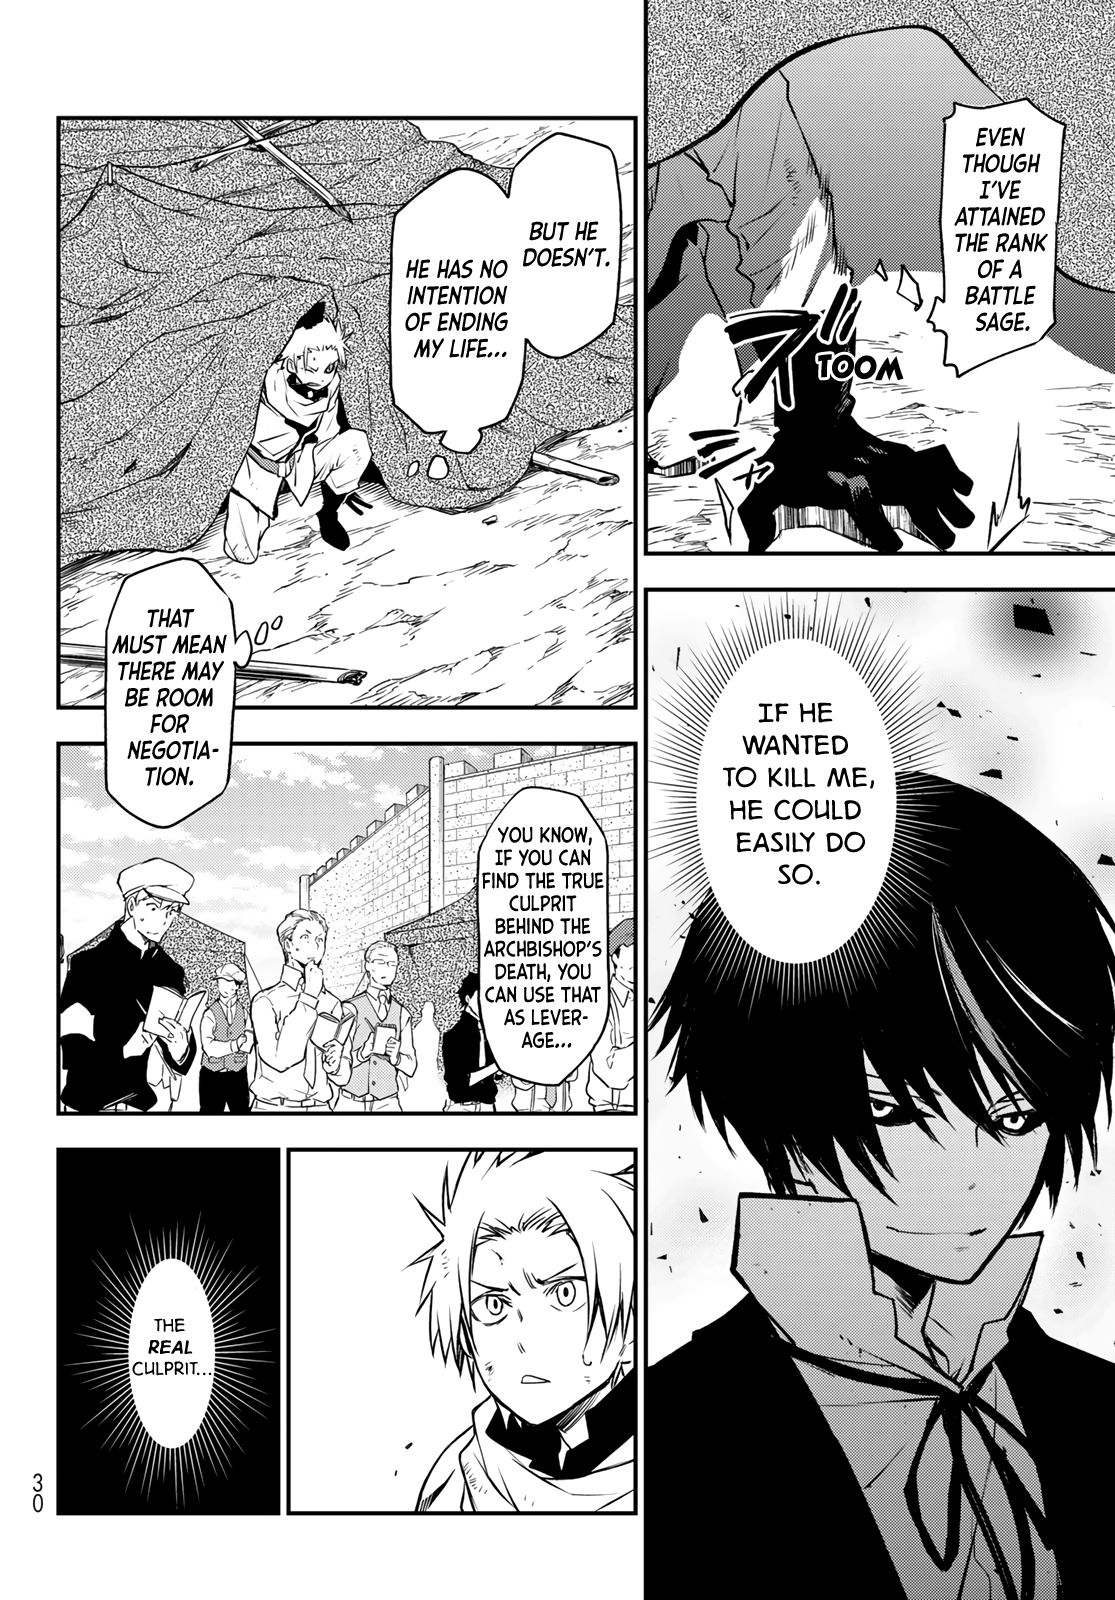 EVEN
THOUGH
I'VE
ATTAINED
THE RANK
OF A
BATTLE
SAGE.
ズン
TOOM
IF HE
WANTED
TO KILL ME,
HE COULD
EASILY DO
SO.
BUT HE
DOESN'T.
HE HAS NO
INTENTION
OF ENDING
MY LIFE...
THAT
MUST MEAN
THERE MAY
BE ROOM
FOR
NEGOTIA-
TION.
YOU KNOW,
IF YOU CAN
FIND THE TRUE
CULPRIT
BEHIND THE
ARCHBISHOP'S
DEATH, YOU
CAN USE THAT
AS LEVER-
AGE...
THE
REAL
CULPRIT...
30